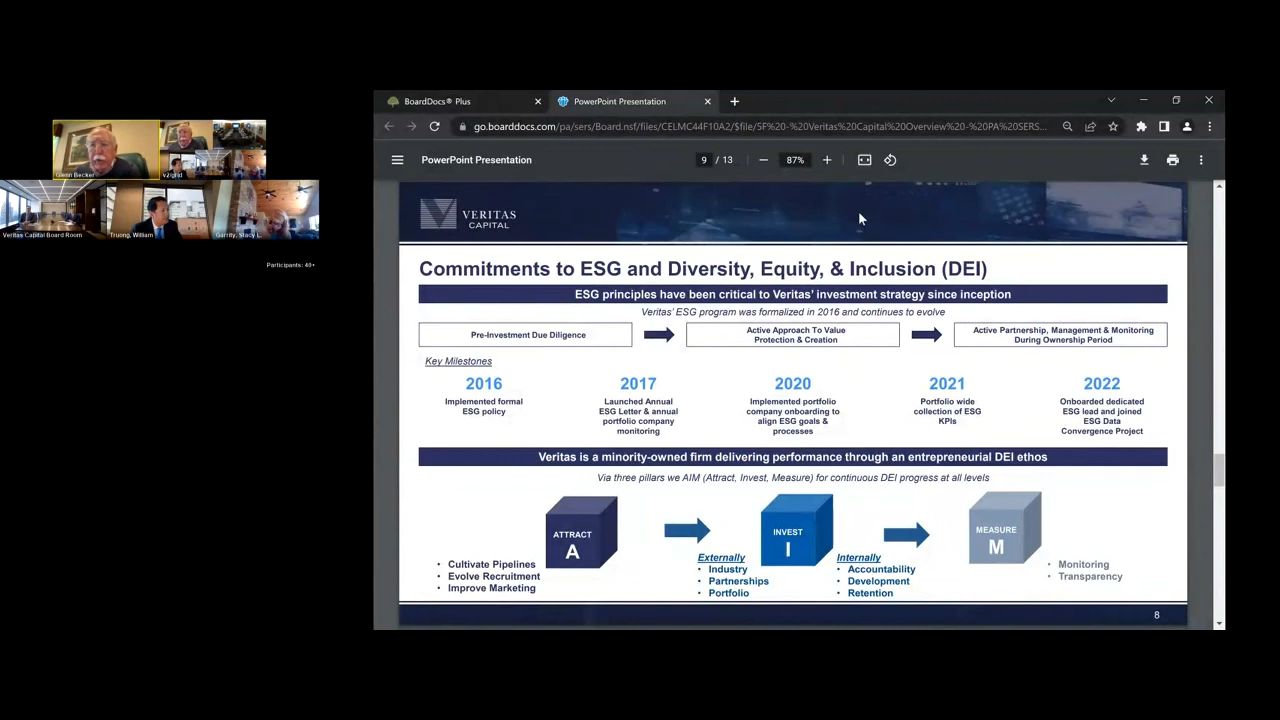 BoardDocs® Plus
PowerPoint Presentation
go.boarddocs.com/pa/sers/Board.nsf/files/CELMC44F10A2/$file/5F%20-%20Veritas%20Capital%20Overview%20-%20PA%20SERS...
PowerPoint Presentation
9 / 13
87%
VERITAS
CAPITAL
Commitments to ESG and Diversity, Equity, & Inclusion (DEI)
ESG principles have been critical to Veritas' investment strategy since inception
Veritas' ESG program was formalized in 2016 and continues to evolve
Pre-Investment Due Diligence
Active Approach To Value
Protection & Creation
Active Partnership, Management & Monitoring
During Ownership Period
Key Milestones
2016
Implemented formal
ESG policy
2017
Launched Annual
ESG Letter & annual
portfolio company
monitoring
2020
Implemented portfolio
company onboarding to
align ESG goals &
processes
2021
Portfolio wide
collection of ESG
KPIs
2022
Onboarded dedicated
ESG lead and joined
ESG Data
Convergence Project
Veritas is a minority-owned firm delivering performance through an entrepreneurial DEI ethos
Via three pillars we AIM (Attract, Invest, Measure) for continuous DEI progress at all levels
ATTRACT
A
• Cultivate Pipelines
• Evolve Recruitment
• Improve Marketing
INVEST
I
Externally
• Industry
• Partnerships
• Portfolio
Internally
• Accountability
• Development
• Retention
MEASURE
M
• Monitoring
• Transparency
8
Glenn Becker
Veritas Capital Board Room
Truong, William
Garrity, Stacy L.
Participants: 40+